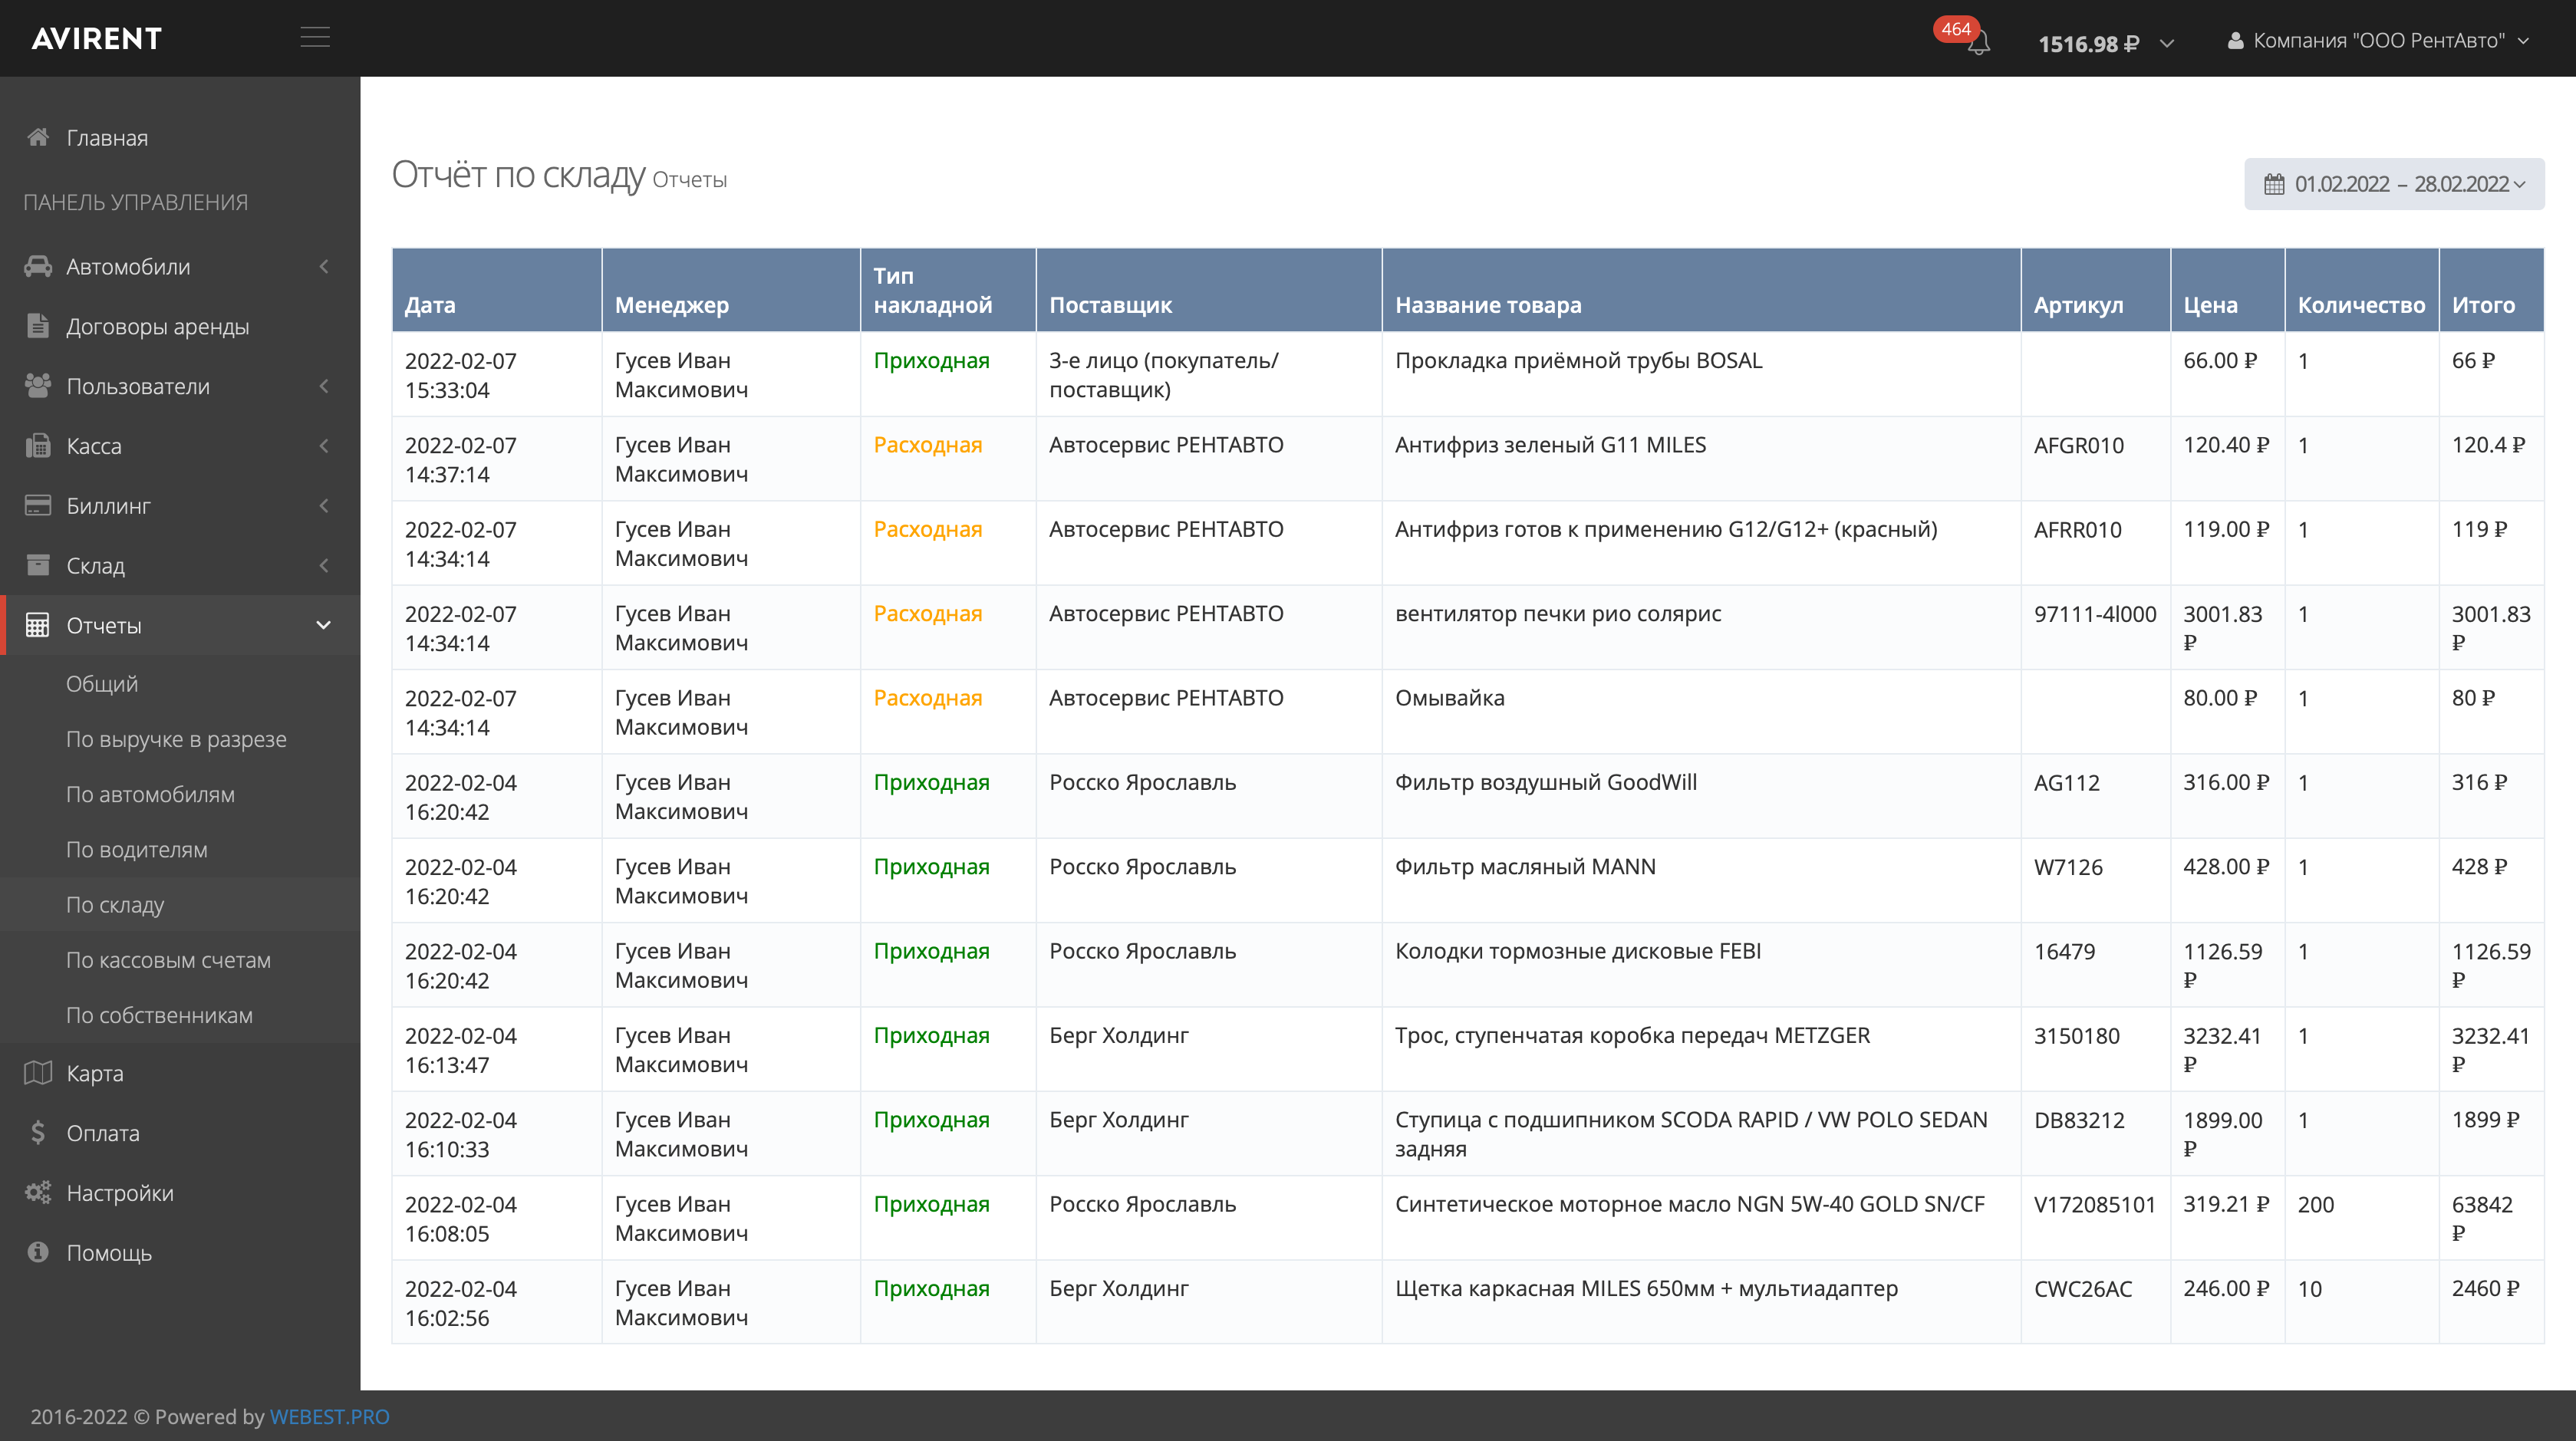 AVIRENT
464
1516.98 ₽
Компания "ООО РентАвто"
Главная
ПАНЕЛЬ УПРАВЛЕНИЯ
Автомобили
Договоры аренды
Пользователи
Касса
Биллинг
Склад
Отчеты
Общий
По выручке в разрезе
По автомобилям
По водителям
По складу
По кассовым счетам
По собственникам
Карта
Оплата
Настройки
Помощь
Отчёт по складу Отчеты
01.02.2022 – 28.02.2022
Дата Менеджер Тип накладной Поставщик Название товара Артикул Цена Количество Итого
2022-02-07 Гусев Иван Приходная 3-е лицо (покупатель/ Прокладка приёмной трубы BOSAL 66.00 ₽ 1 66 ₽
15:33:04 Максимович поставщик)
2022-02-07 Гусев Иван Расходная Автосервис РЕНТАВТО Антифриз зеленый G11 MILES AFGR010 120.40 ₽ 1 120.4 ₽
14:37:14 Максимович
2022-02-07 Гусев Иван Расходная Автосервис РЕНТАВТО Антифриз готов к применению G12/G12+ (красный) AFRR010 119.00 ₽ 1 119 ₽
14:34:14 Максимович
2022-02-07 Гусев Иван Расходная Автосервис РЕНТАВТО вентилятор печки рио солярис 97111-4l000 3001.83 1 3001.83
14:34:14 Максимович ₽ ₽
2022-02-07 Гусев Иван Расходная Автосервис РЕНТАВТО Омывайка 80.00 ₽ 1 80 ₽
14:34:14 Максимович
2022-02-04 Гусев Иван Приходная Росско Ярославль Фильтр воздушный GoodWill AG112 316.00 ₽ 1 316 ₽
16:20:42 Максимович
2022-02-04 Гусев Иван Приходная Росско Ярославль Фильтр масляный MANN W7126 428.00 ₽ 1 428 ₽
16:20:42 Максимович
2022-02-04 Гусев Иван Приходная Росско Ярославль Колодки тормозные дисковые FEBI 16479 1126.59 1 1126.59
16:20:42 Максимович ₽ ₽
2022-02-04 Гусев Иван Приходная Берг Холдинг Трос, ступенчатая коробка передач METZGER 3150180 3232.41 1 3232.41
16:13:47 Максимович ₽ ₽
2022-02-04 Гусев Иван Приходная Берг Холдинг Ступица с подшипником SCODA RAPID / VW POLO SEDAN DB83212 1899.00 1 1899 ₽
16:10:33 Максимович задняя ₽
2022-02-04 Гусев Иван Приходная Росско Ярославль Синтетическое моторное масло NGN 5W-40 GOLD SN/CF V172085101 319.21 ₽ 200 63842
16:08:05 Максимович ₽
2022-02-04 Гусев Иван Приходная Берг Холдинг Щетка каркасная MILES 650мм + мультиадаптер CWC26AC 246.00 ₽ 10 2460 ₽
16:02:56 Максимович
2016-2022 © Powered by WEBEST.PRO